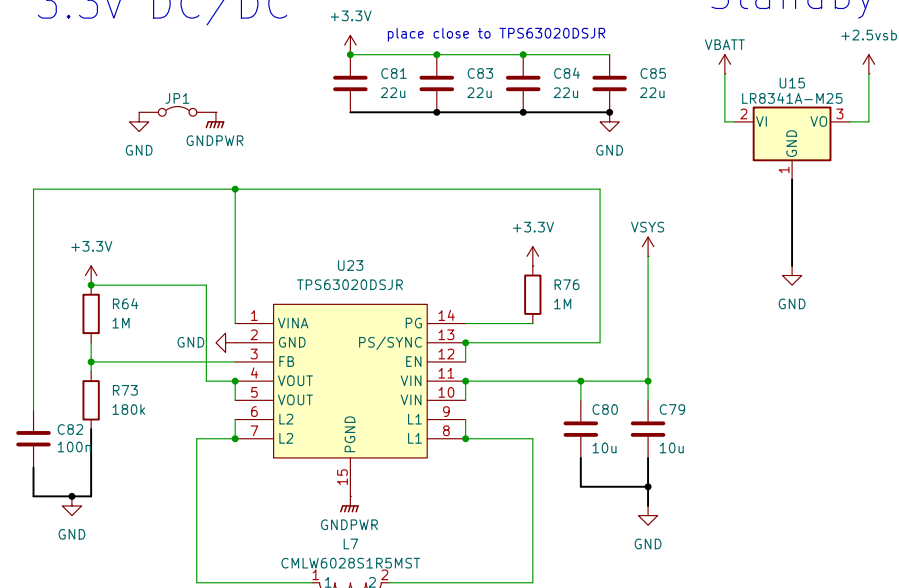 3.3V DC/DC
Standby
+3.3V
place close to TPS63020DSJR
C81
22u
C83
22u
C84
22u
C85
22u
GND
JP1
GND
GNDPWR
VBATT
+2.5vsb
U15
LR8341A-M25
2
VI
VO
3
GND
1
GND
+3.3V
R64
1M
R73
180k
C82
100n
GND
U23
TPS63020DSJR
1
VINA
2
GND
GND
3
FB
4
VOUT
5
VOUT
6
L2
7
L2
PG
14
PS/SYNC
13
EN
12
VIN
11
VIN
10
L1
9
L1
8
PGND
15
GNDPWR
+3.3V
R76
1M
VSYS
C80
10u
C79
10u
GND
L7
CMLW6028S1R5MST
1
1
2
2